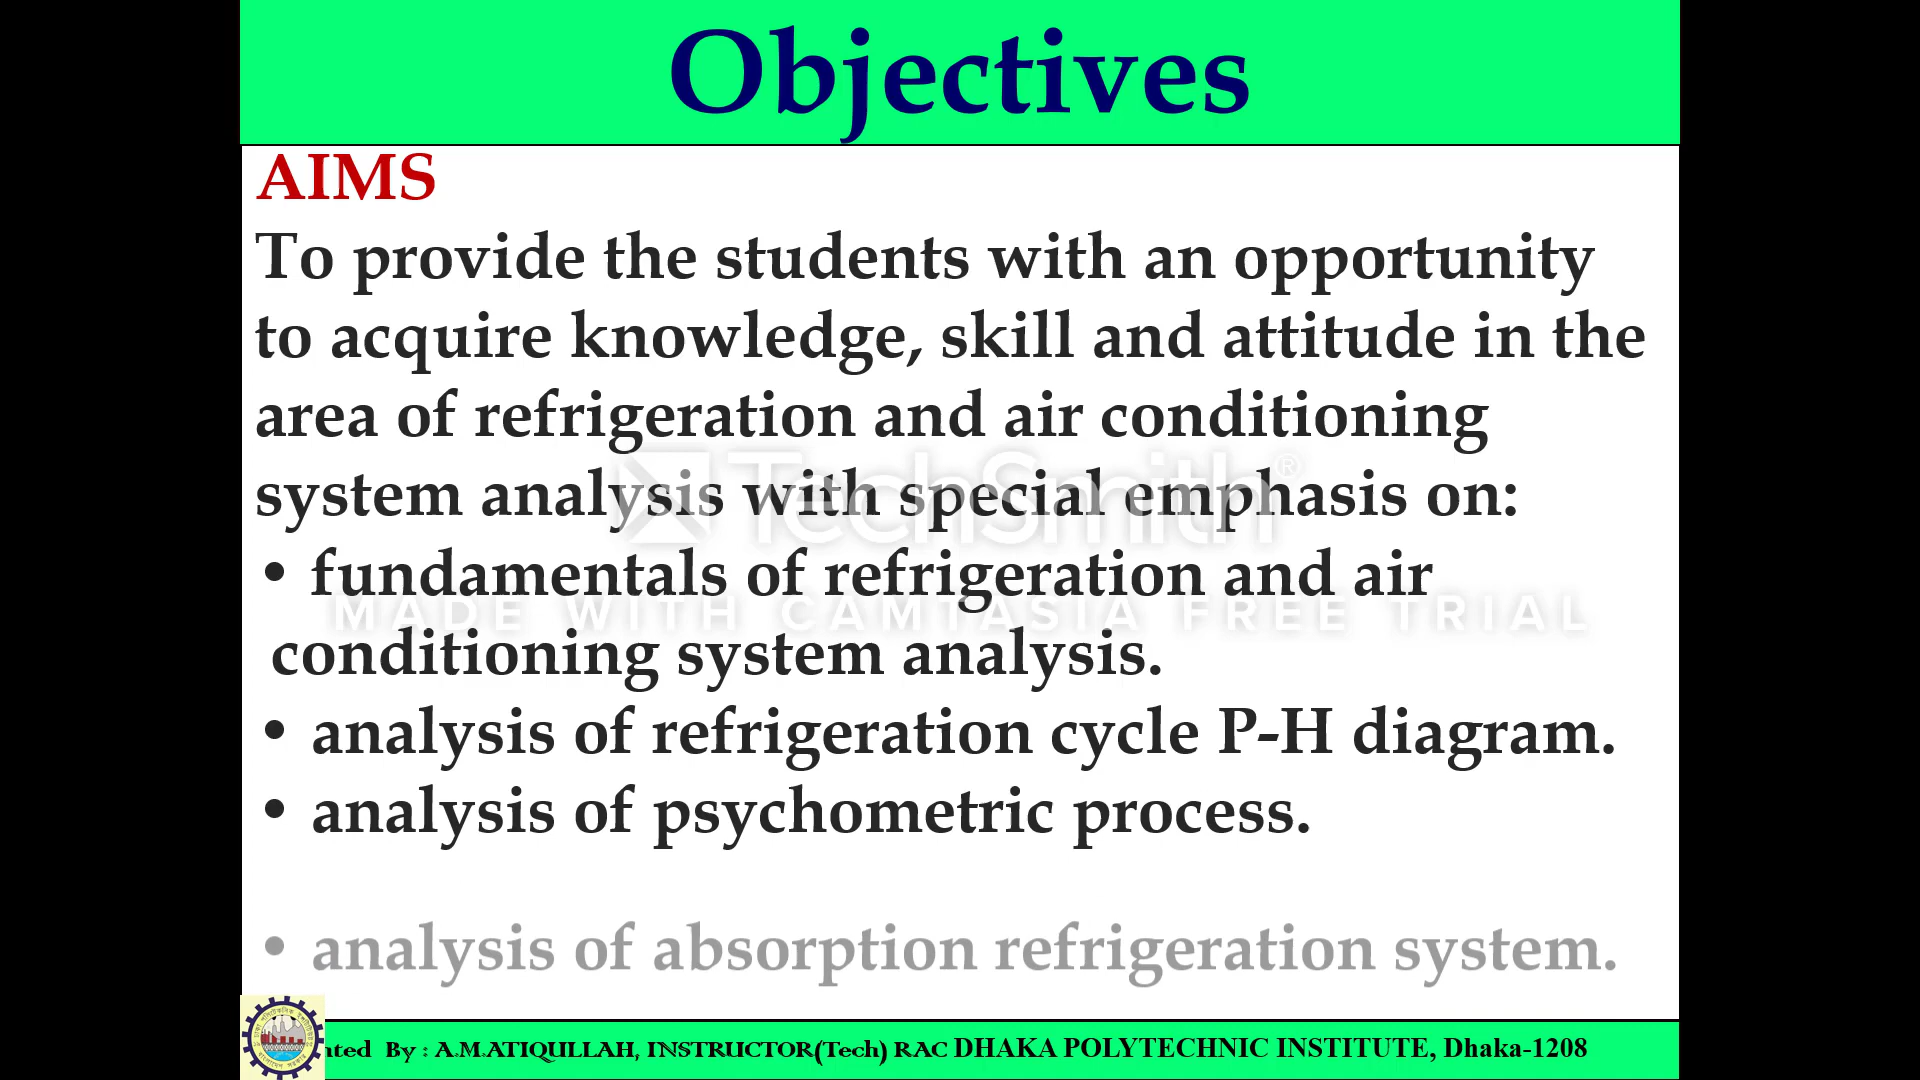 Objectives
AIMS
To provide the students with an opportunity
to acquire knowledge, skill and attitude in the
area of refrigeration and air conditioning
system analysis with special emphasis on:
TechSmith®
• fundamentals of refrigeration and air
MADE WITH CAMTASIA FREE TRIAL
conditioning system analysis.
• analysis of refrigeration cycle P-H diagram.
• analysis of psychometric process.
• analysis of absorption refrigeration system.
By : A.M.ATIQULLAH, INSTRUCTOR(Tech) RAC DHAKA POLYTECHNIC INSTITUTE, Dhaka-1208